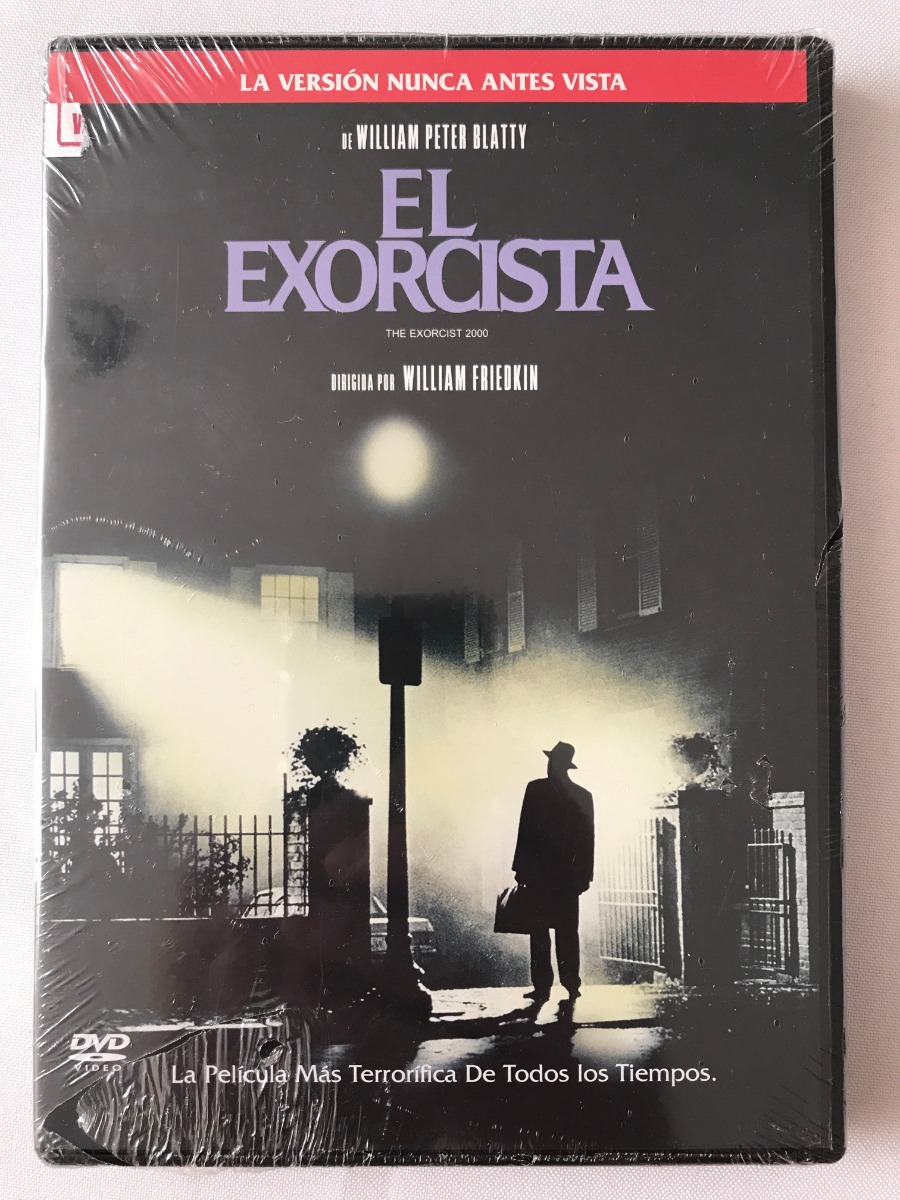 LA VERSIÓN NUNCA ANTES VISTA
V
DE WILLIAM PETER BLATTY
EL
EXORCISTA
THE EXORCIST 2000
DIRIGIDA POR WILLIAM FRIEDKIN
DVD
VIDEO
La Película Más Terrorífica De Todos los Tiempos.